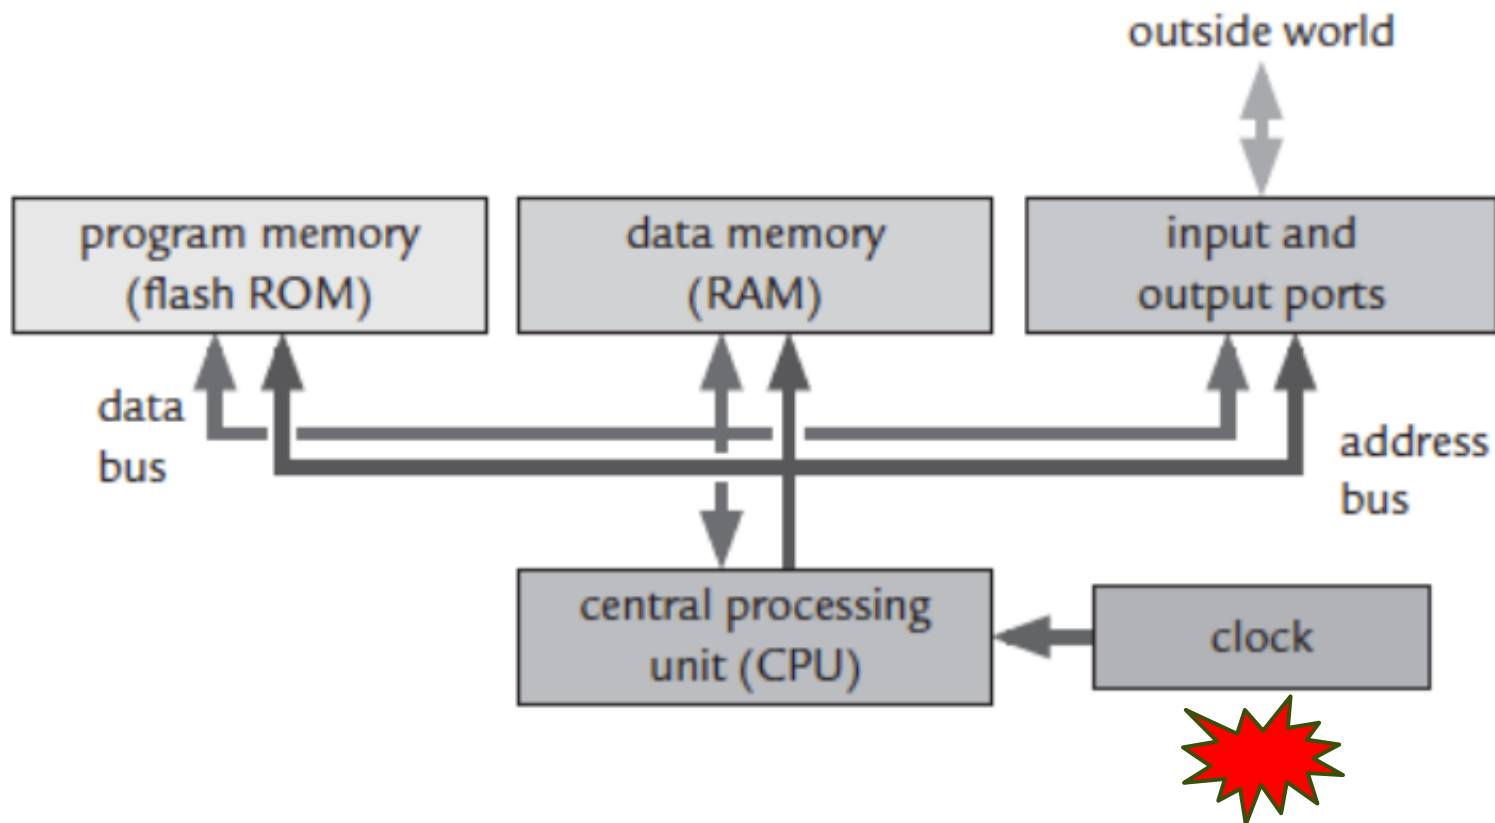 outside world
program memory
(flash ROM)
data memory
(RAM)
input and
output ports
data
bus
address
bus
central processing
unit (CPU)
clock